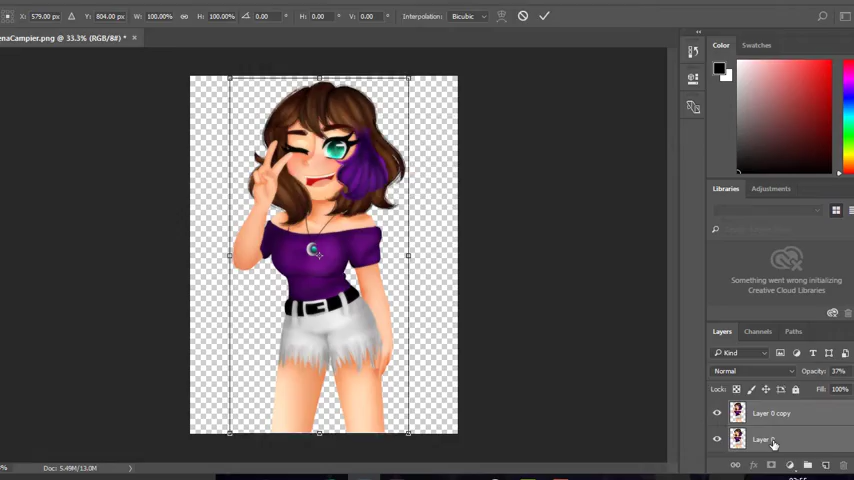 X: 579.00 px Y: 804.00 px W: 100.00% H: 100.00% 0.00 ° H: 0.00 ° V: 0.00 ° Interpolation: Bicubic
enaCampier.png @ 33.3% (RGB/8#) * ×
Color Swatches
Libraries Adjustments
Something went wrong initializing
Creative Cloud Libraries
Layers Channels Paths
Kind
Normal Opacity: 37%
Lock: Fill: 100%
Layer 0 copy
Layer
fx
Doc: 5.49M/13.0M